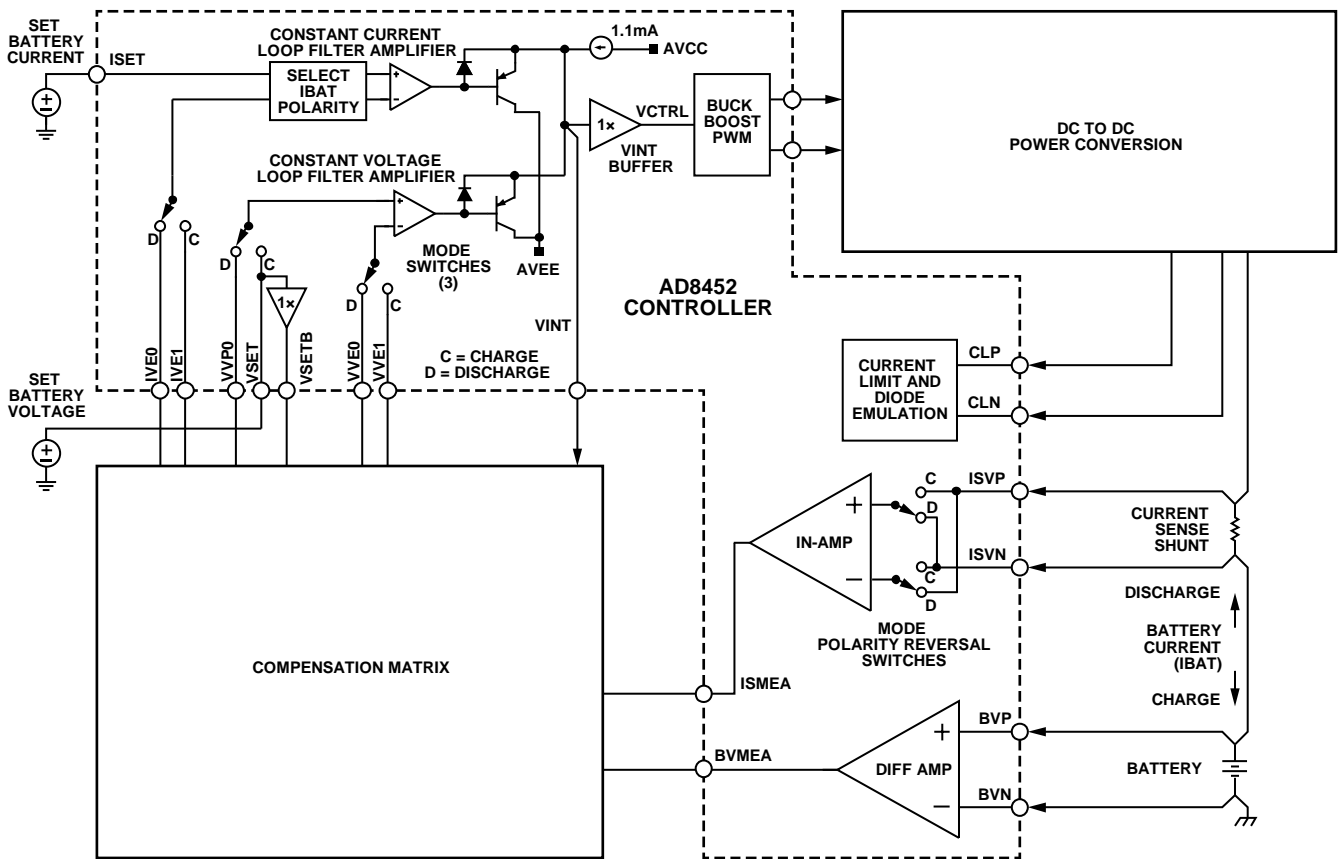 SET
BATTERY
CURRENT
ISET
CONSTANT CURRENT
LOOP FILTER AMPLIFIER
SELECT
IBAT
POLARITY
+
−
1.1mA
AVCC
1×
VCTRL
VINT
BUFFER
BUCK
BOOST
PWM
DC TO DC
POWER CONVERSION
CONSTANT VOLTAGE
LOOP FILTER AMPLIFIER
+
−
MODE
SWITCHES
(3)
AVEE
D
C
D
C
1×
D
C
AD8452
CONTROLLER
VINT
C = CHARGE
D = DISCHARGE
IVE0
IVE1
VVP0
VSET
VSETB
VVE0
VVE1
SET
BATTERY
VOLTAGE
CURRENT
LIMIT AND
DIODE
EMULATION
CLP
CLN
COMPENSATION MATRIX
IN-AMP
+
−
C
D
C
D
ISVP
ISVN
CURRENT
SENSE
SHUNT
MODE
POLARITY REVERSAL
SWITCHES
DISCHARGE
BATTERY
CURRENT
(IBAT)
CHARGE
ISMEA
BVMEA
DIFF AMP
+
−
BVP
BVN
BATTERY